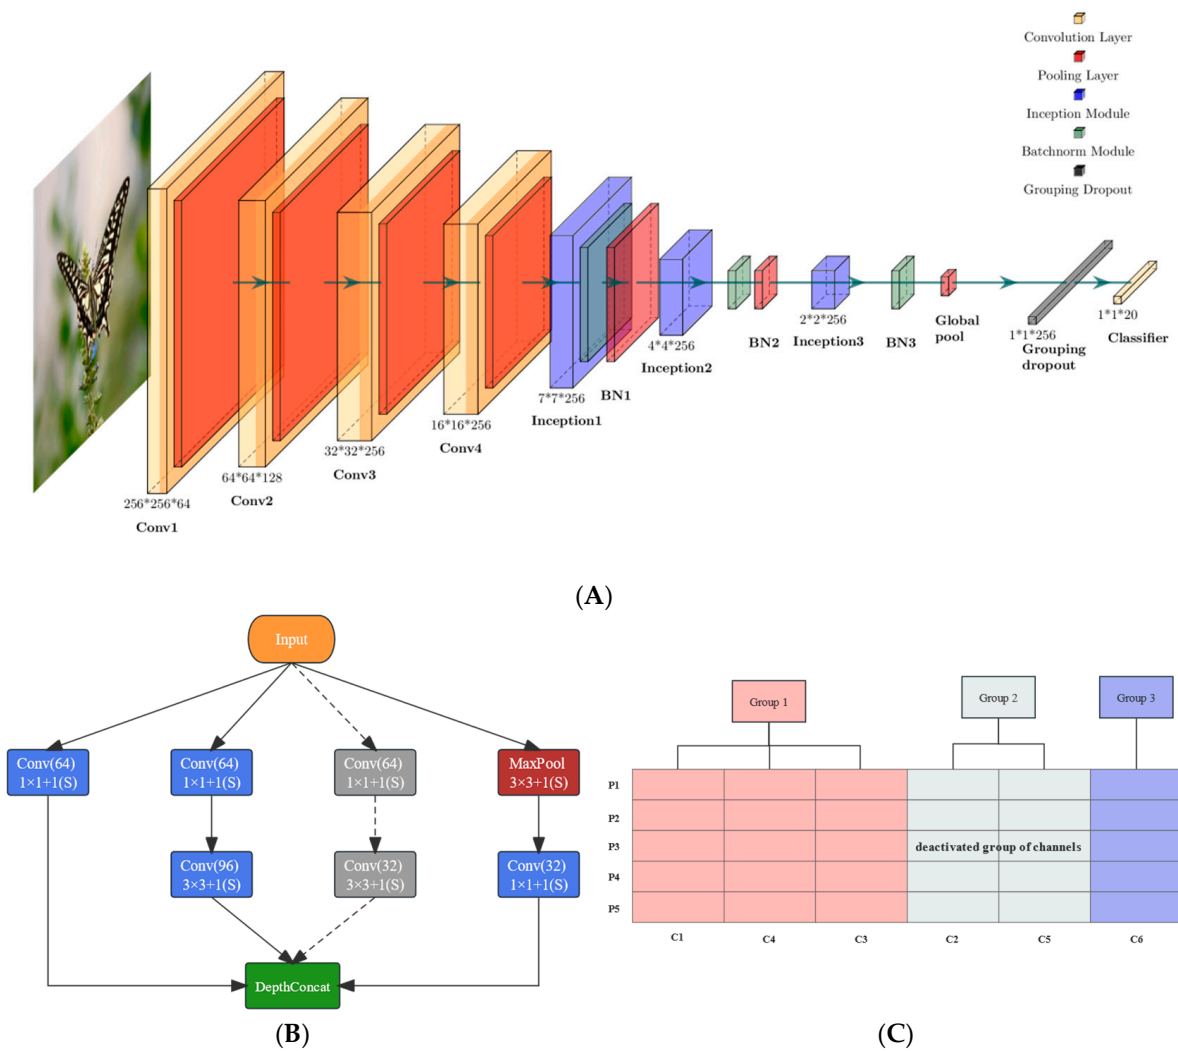 Convolution Layer
Pooling Layer
Inception Module
Batchnorm Module
Grouping Dropout
256*256*64
Conv1
64*64*128
Conv2
32*32*256
Conv3
16*16*256
Conv4
7*7*256
Inception1
BN1
4*4*256
Inception2
BN2
2*2*256
Inception3
BN3
Global
pool
1*1*256
Grouping
dropout
1*1*20
Classifier
(A)
Input
Conv(64)
1×1+1(S)
Conv(64)
1×1+1(S)
Conv(64)
1×1+1(S)
MaxPool
3×3+1(S)
Conv(96)
3×3+1(S)
Conv(32)
3×3+1(S)
Conv(32)
1×1+1(S)
DepthConcat
(B)
Group 1
Group 2
Group 3
P1
P2
P3
deactivated group of channels
P4
P5
C1
C4
C3
C2
C5
C6
(C)